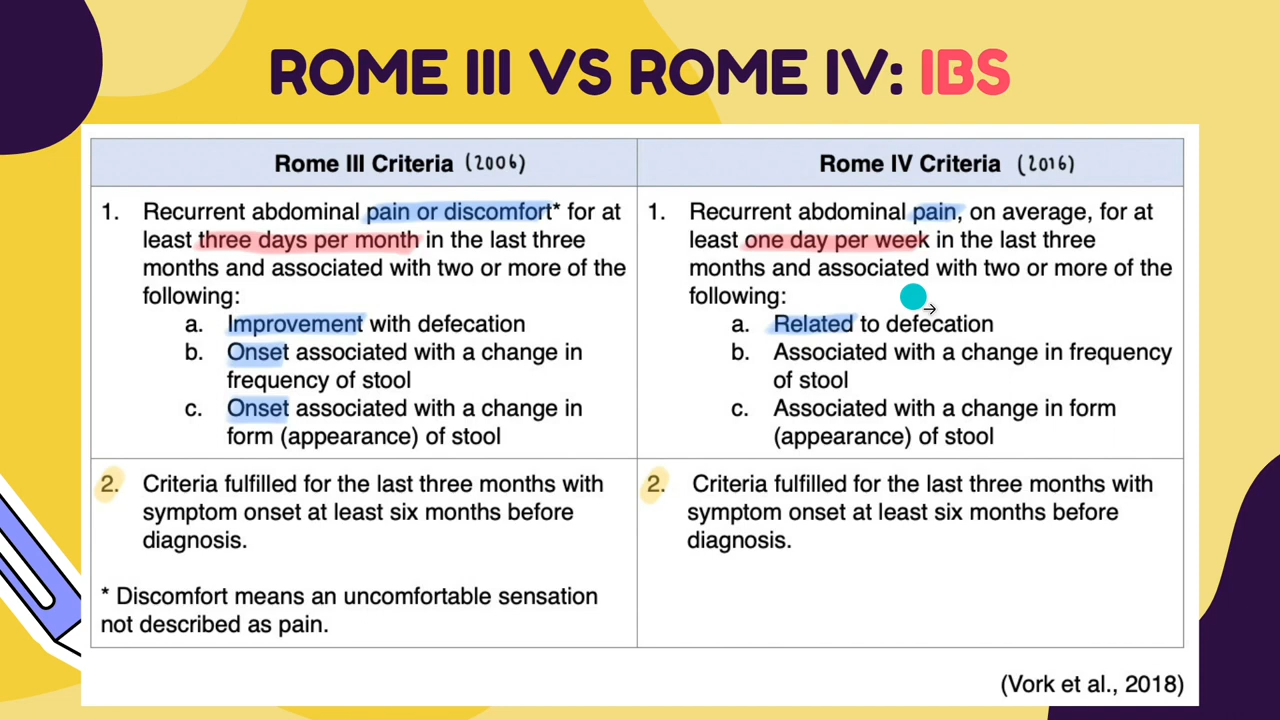 ROME III VS ROME IV: IBS
Rome III Criteria (2006)
1. Recurrent abdominal pain or discomfort* for at
least three days per month in the last three
months and associated with two or more of the
following:
a. Improvement with defecation
b. Onset associated with a change in
frequency of stool
c. Onset associated with a change in
form (appearance) of stool
2. Criteria fulfilled for the last three months with
symptom onset at least six months before
diagnosis.
* Discomfort means an uncomfortable sensation
not described as pain.
Rome IV Criteria (2016)
1. Recurrent abdominal pain, on average, for at
least one day per week in the last three
months and associated with two or more of the
following:
a. Related to defecation
b. Associated with a change in frequency
of stool
c. Associated with a change in form
(appearance) of stool
2. Criteria fulfilled for the last three months with
symptom onset at least six months before
diagnosis.
(Vork et al., 2018)